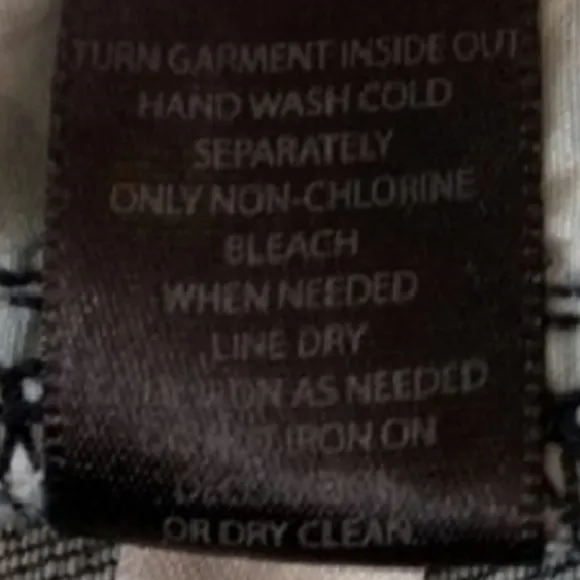 TURN GARMENT INSIDE OUT
HAND WASH COLD
SEPARATELY
ONLY NON-CHLORINE
BLEACH
WHEN NEEDED
LINE DRY
IRON AS NEEDED
IRON ON
OR DRY CLEAN